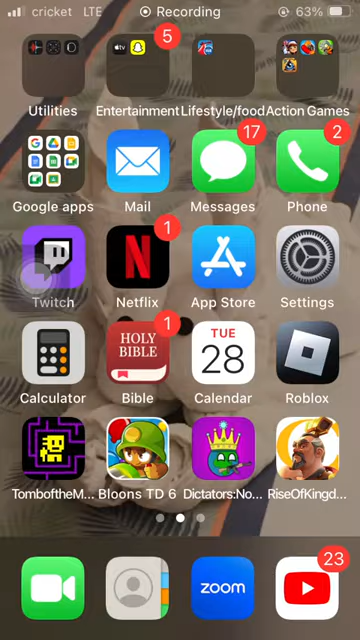 cricket LTE Recording 63%
5
Utilities Entertainment Lifestyle/food Action Games
17 2
Google apps Mail Messages Phone
1
Twitch Netflix App Store Settings
1
HOLY BIBLE TUE 28
Calculator Bible Calendar Roblox
TomboftheM... Bloons TD 6 Dictators:No... RiseOfKingd...
23
zoom